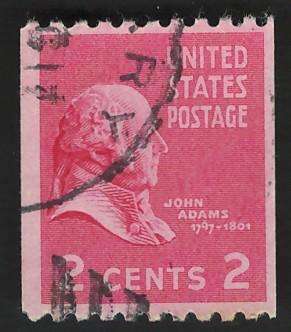 UNITED
STATES
POSTAGE
JOHN
ADAMS
1797-1801
2 CENTS 2